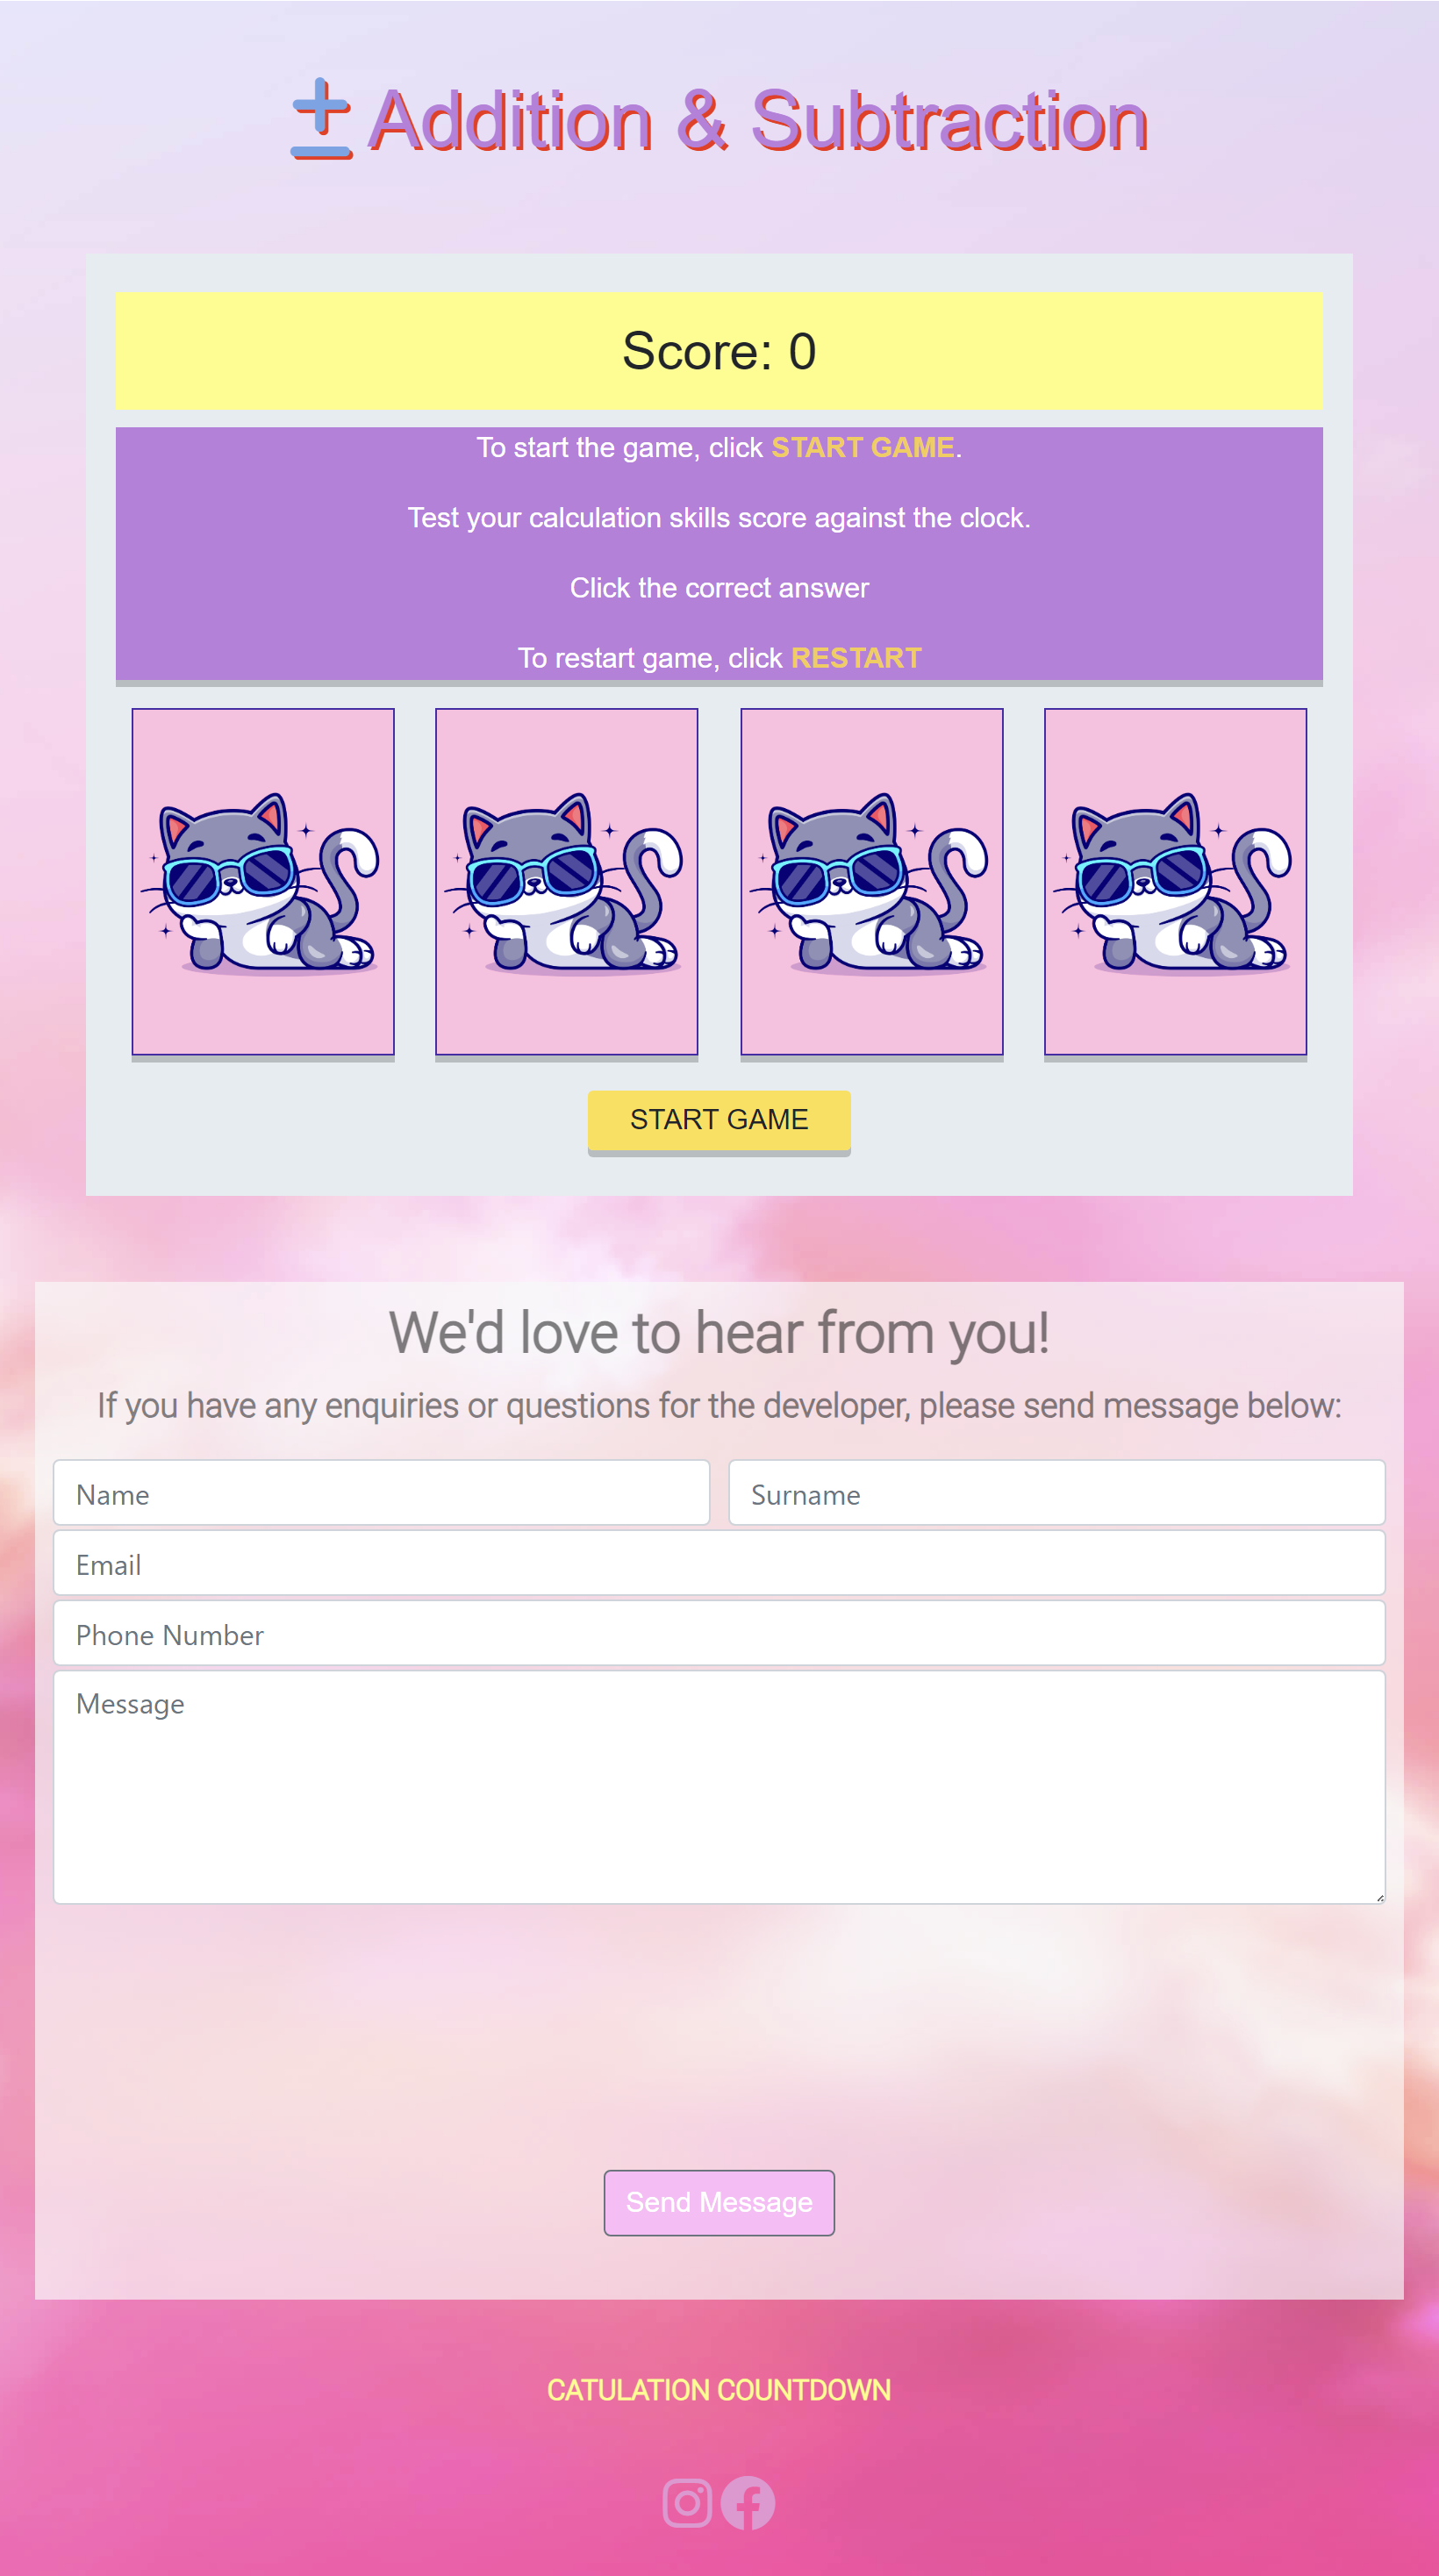 ± Addition & Subtraction
Score: 0
To start the game, click START GAME.
Test your calculation skills score against the clock.
Click the correct answer
To restart game, click RESTART
START GAME
We'd love to hear from you!
If you have any enquiries or questions for the developer, please send message below:
Name
Surname
Email
Phone Number
Message
Send Message
CATULATION COUNTDOWN